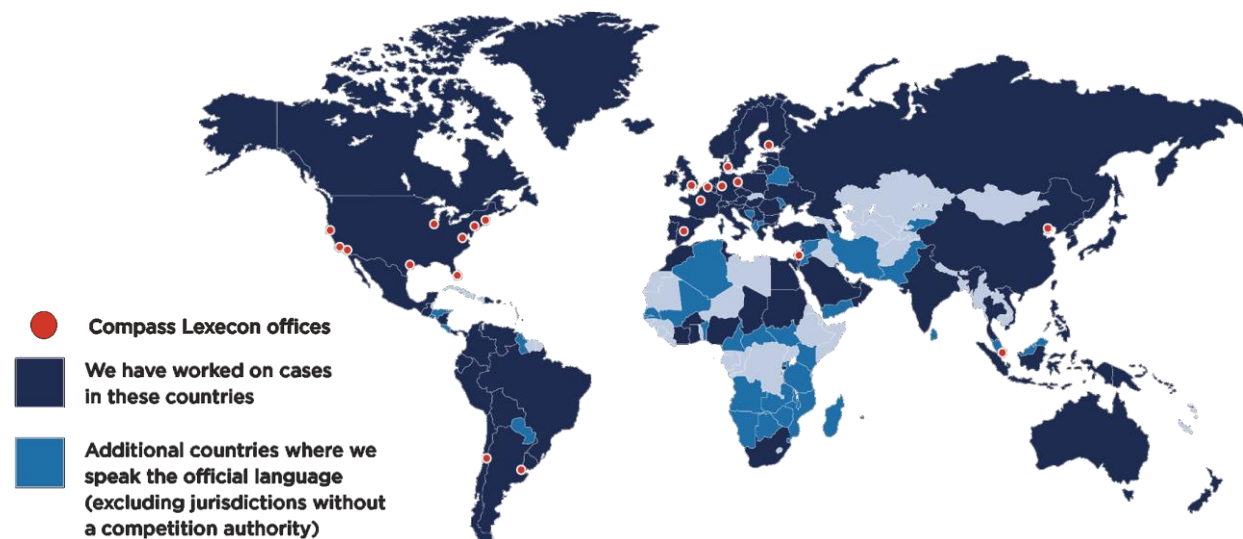 Compass Lexecon offices
We have worked on cases
in these countries
Additional countries where we
speak the official language
(excluding jurisdictions without
a competition authority)